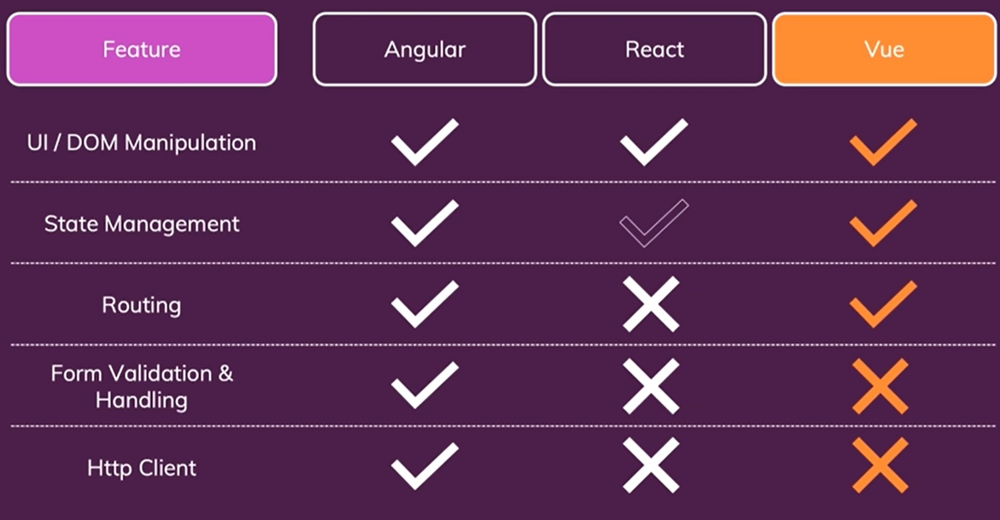 Feature
Angular
React
Vue
UI / DOM Manipulation
State Management
Routing
Form Validation &
Handling
Http Client